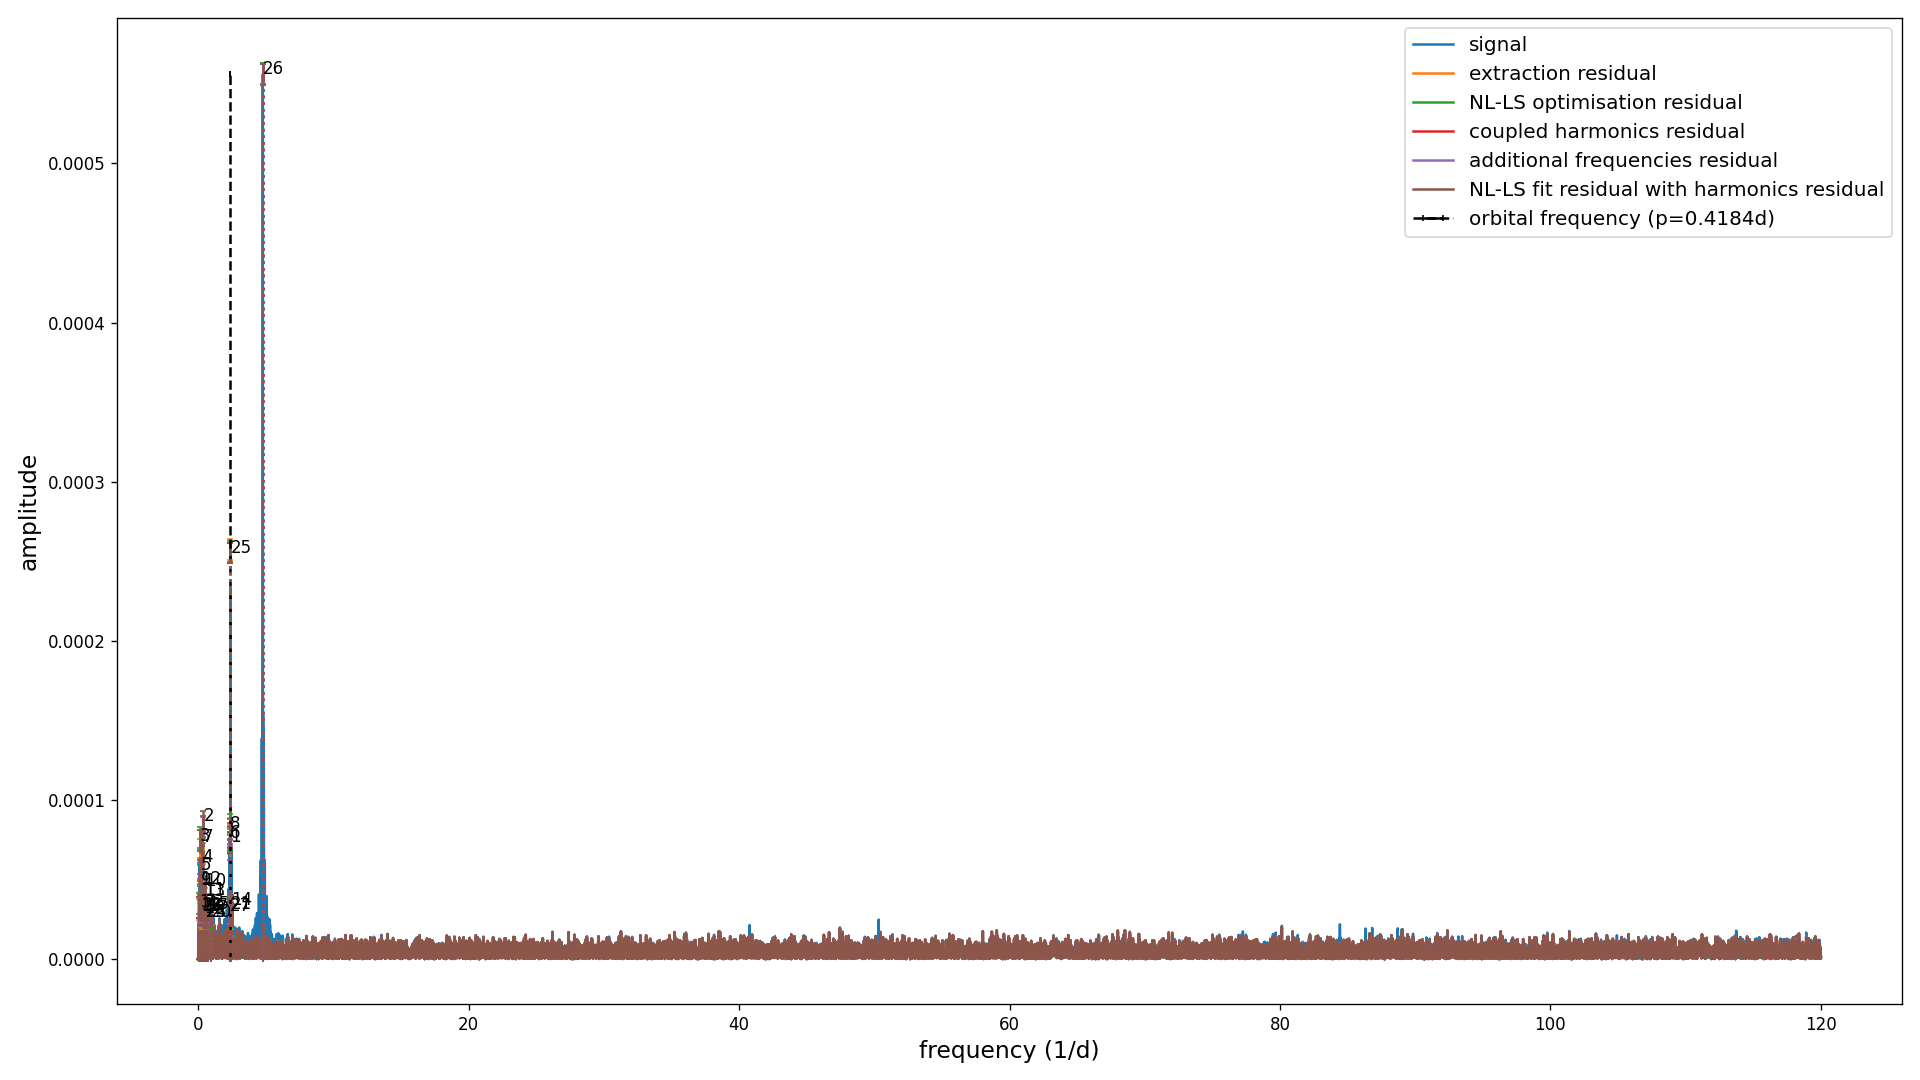 signal
extraction residual
NL-LS optimisation residual
coupled harmonics residual
additional frequencies residual
NL-LS fit residual with harmonics residual
orbital frequency (p=0.4184d)
amplitude
0.0005
0.0004
0.0003
0.0002
0.0001
0.0000
26
25
2
8
6
1
7
4
5
14
27
0
20
40
60
80
100
120
frequency (1/d)